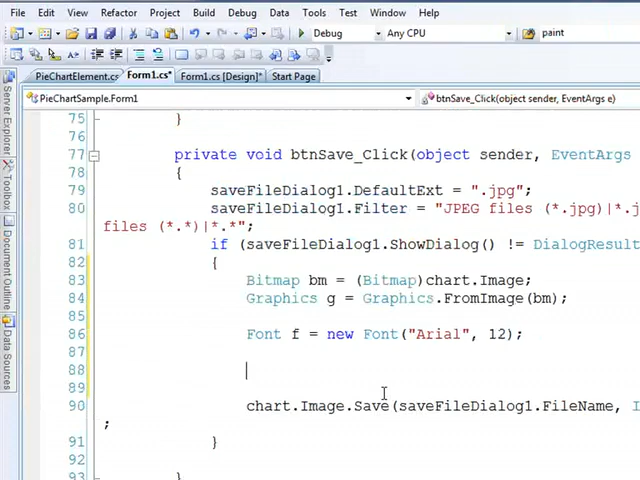 File Edit View Refactor Project Build Debug Data Tools Test Window Help
Debug Any CPU paint
PieChartElement.cs Form1.cs* Form1.cs [Design]* Start Page
PieChartSample.Form1 btnSave_Click(object sender, EventArgs e)
Server Explorer
Toolbox
Document Outline
Data Sources
75 }
76
77 private void btnSave_Click(object sender, EventArgs
78 {
79 saveFileDialog1.DefaultExt = ".jpg";
80 saveFileDialog1.Filter = "JPEG files (*.jpg)|*.j
files (*.*)|*.*";
81 if (saveFileDialog1.ShowDialog() != DialogResult
82 {
83 Bitmap bm = (Bitmap)chart.Image;
84 Graphics g = Graphics.FromImage(bm);
85
86 Font f = new Font("Arial", 12);
87
88
89
90 chart.Image.Save(saveFileDialog1.FileName, I
;
91 }
92
93 }